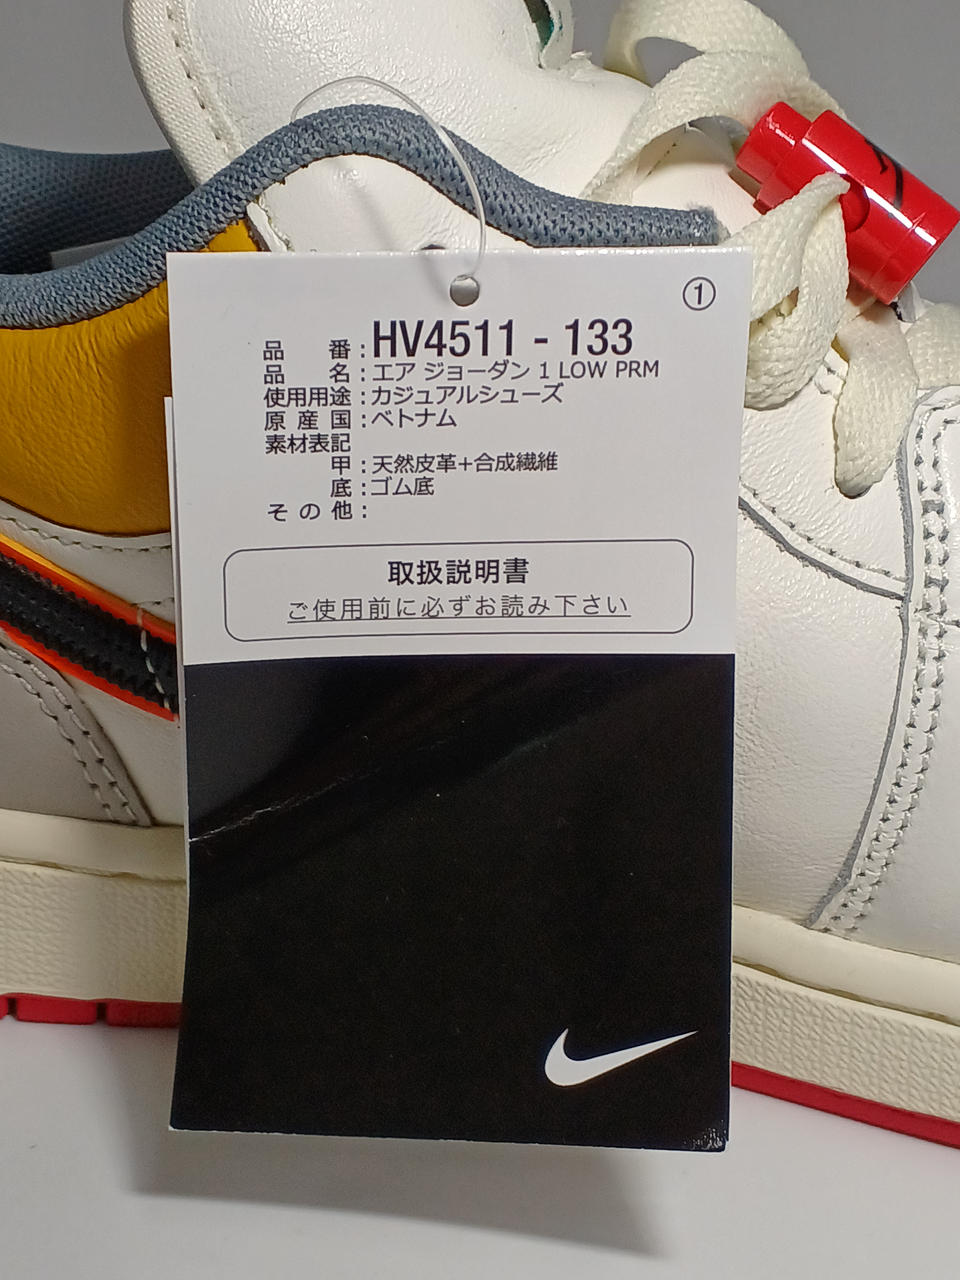 ①
品番:HV4511-133
品名:エア ジョーダン 1 LOW PRM
使用用途:カジュアルシューズ
原産国:ベトナム
素材表記
甲:天然皮革+合成繊維
底:ゴム底
その他:
取扱説明書
ご使用前に必ずお読み下さい